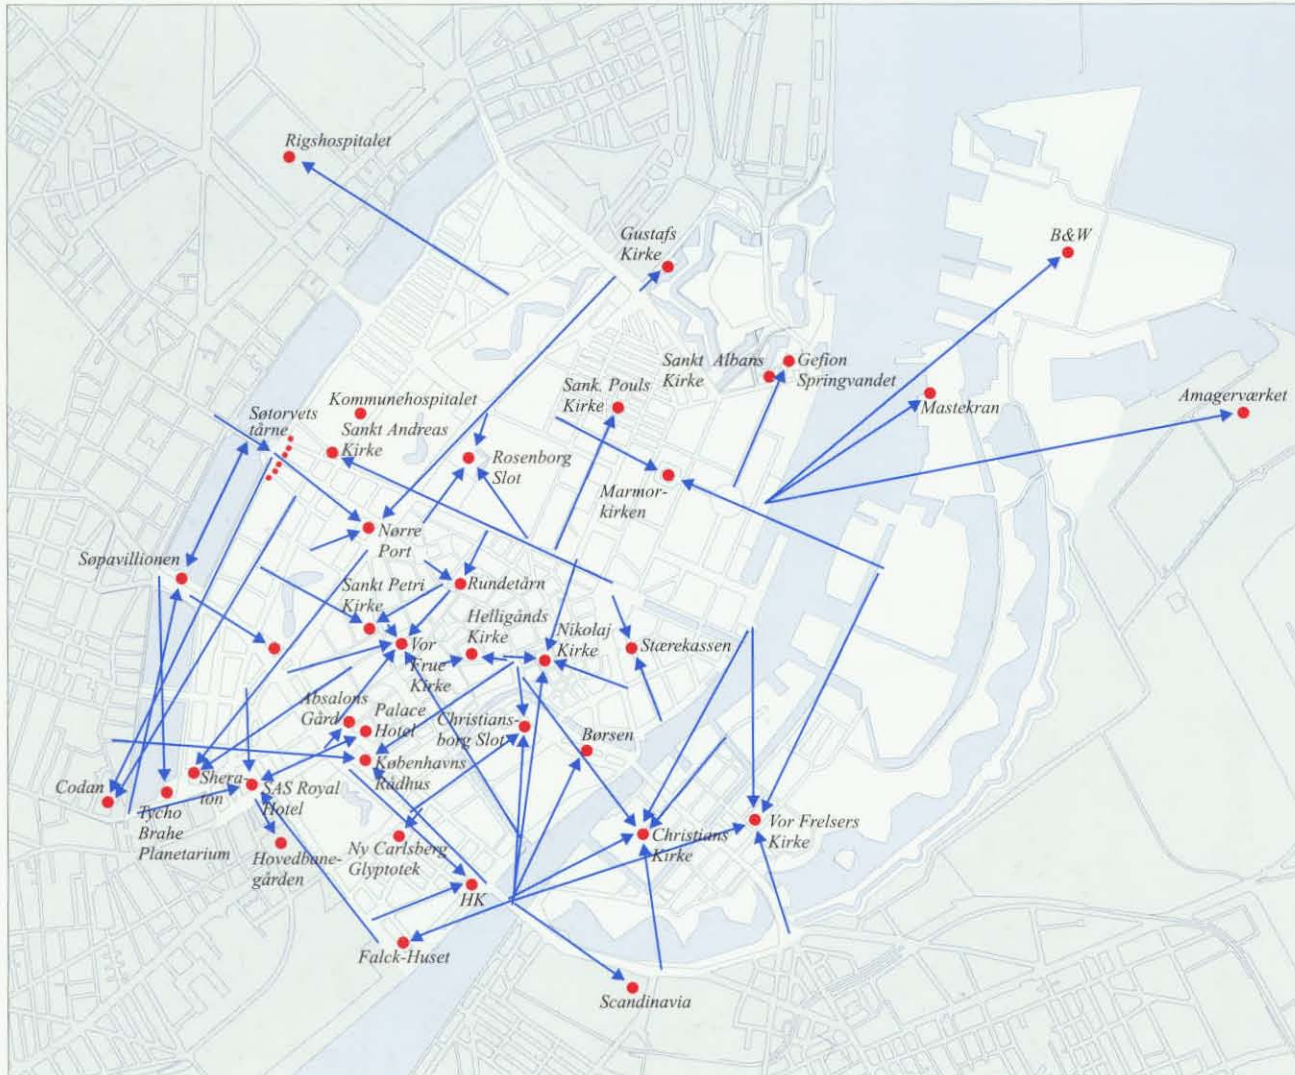 Rigshospitalet
Gustafs
Kirke
B&W
Sankt Albans
Kirke
Gefion
Springvandet
Sank. Pouls
Kirke
Mastekran
Amagerværket
Kommunehospitalet
Søtorvets
tårne
Sankt Andreas
Kirke
Rosenborg
Slot
Marmor-
kirken
Nørre
Port
Søpavillionen
Sankt Petri
Kirke
Rundetårn
Helligånds
Kirke
Nikolaj
Kirke
Stærekassen
Vor
Frue
Kirke
Absalons
Gård
Palace
Hotel
Christians-
borg Slot
Børsen
Københavns
Rådhus
Codan
Tycho
Brahe
Planetarium
Shera-
ton
SAS Royal
Hotel
Hovedbane-
gården
Ny Carlsberg
Glyptotek
Christians
Kirke
Vor Frelsers
Kirke
HK
Falck-Huset
Scandinavia